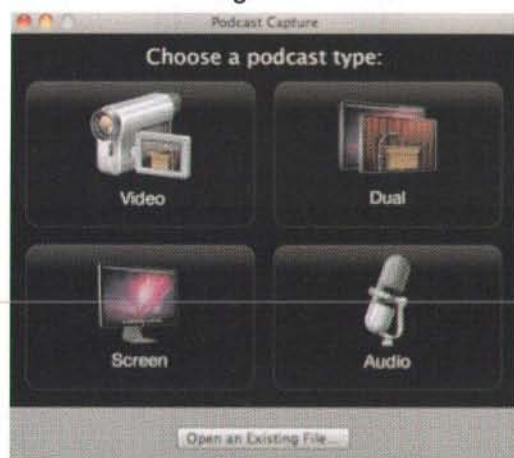 Podcast Capture
Choose a podcast type:
Video
Dual
Screen
Audio
Open an Existing File...